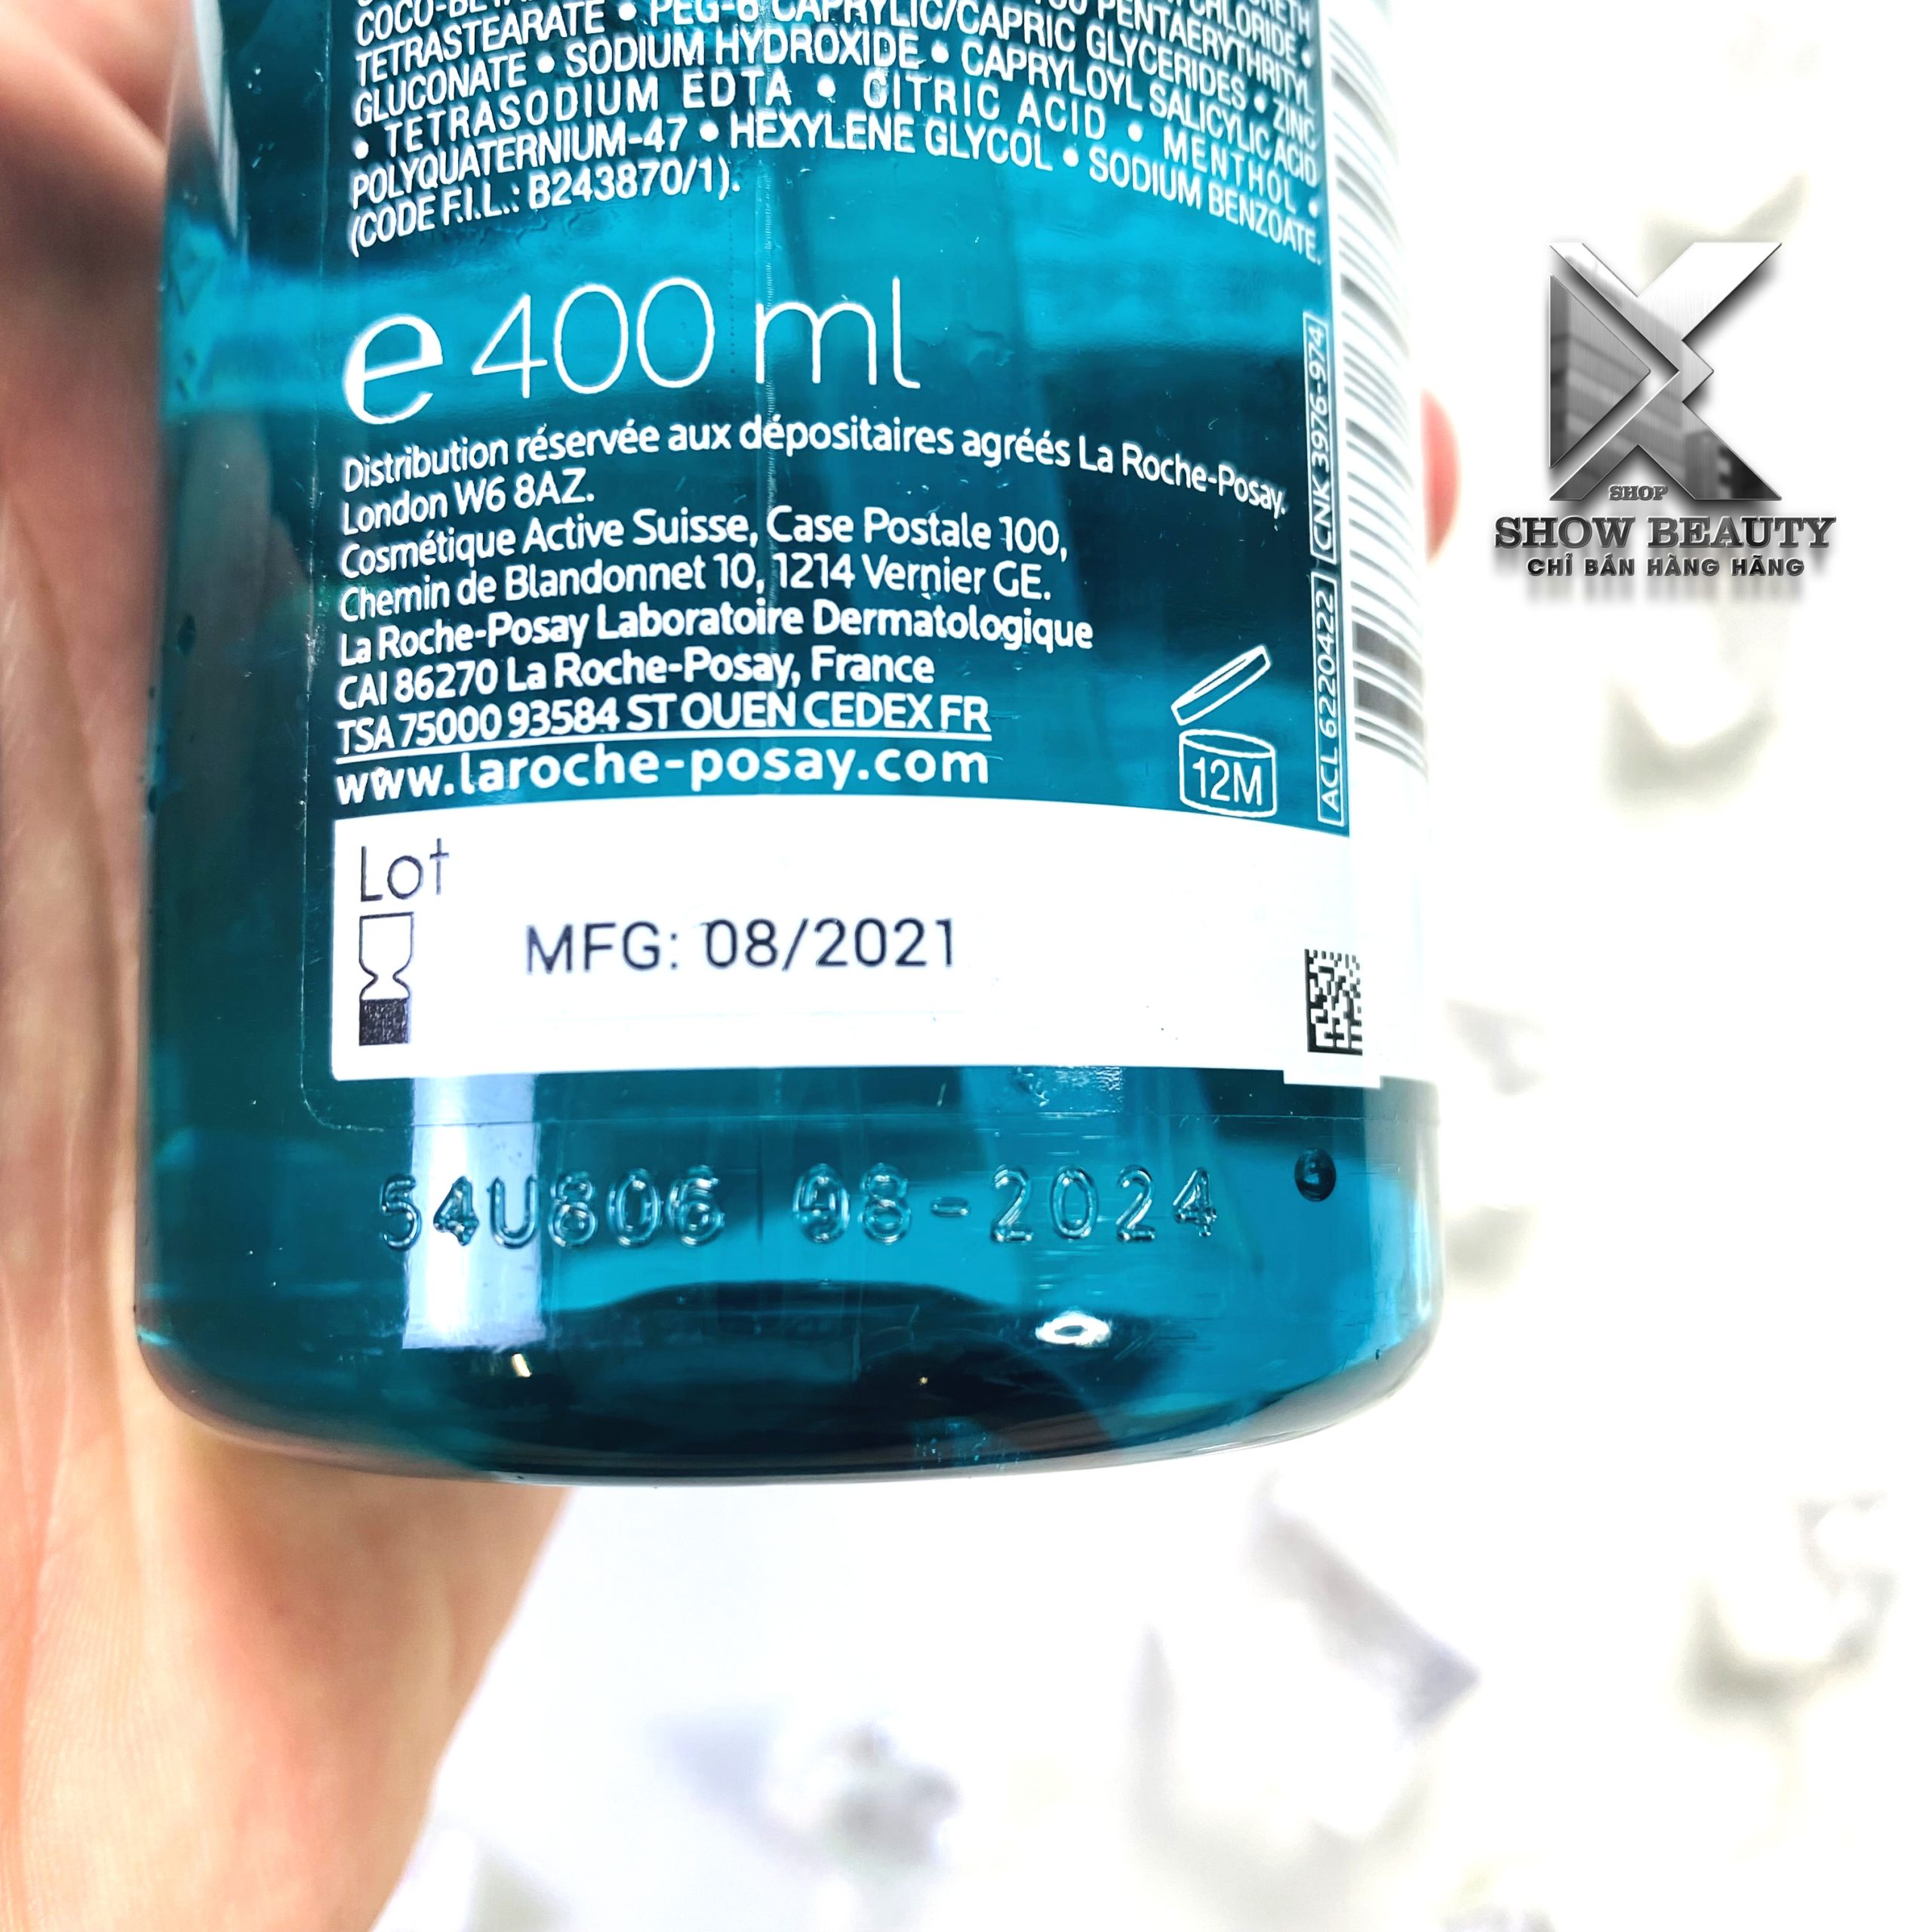 TETRASTEARATE • PEG-6 CAPRYLIC/CAPRIC GLYCERIDES • ZINC
GLUCONATE • SODIUM HYDROXIDE • CAPRYLOYL SALICYLIC ACID
• TETRASODIUM EDTA • CITRIC ACID • MENTHOL •
POLYQUATERNIUM-47 • HEXYLENE GLYCOL • SODIUM BENZOATE.
(CODE F.I.L.: B243870/1).
e 400 ml
Distribution réservée aux dépositaires agréés La Roche-Posay.
London W6 8AZ.
Cosmétique Active Suisse, Case Postale 100,
Chemin de Blandonnet 10, 1214 Vernier GE.
La Roche-Posay Laboratoire Dermatologique
CAI 86270 La Roche-Posay, France
TSA 75000 93584 ST OUEN CEDEX FR
www.laroche-posay.com
12M
ACL 6220422 CNK 3976-974
Lot
MFG: 08/2021
54U806 08-2024
SHOP
SHOW BEAUTY
CHỈ BÁN HÀNG HÃNG